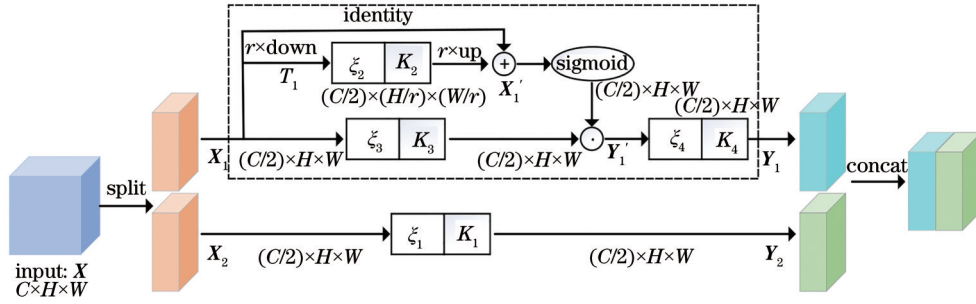 identity
r×down
T₁
ξ₂ K₂
r×up
(C/2)×(H/r)×(W/r)
+
X₁′
sigmoid
(C/2)×H×W
(C/2)×H×W
X₁
(C/2)×H×W
ξ₃ K₃
(C/2)×H×W
·
Y₁′
ξ₄ K₄
Y₁
split
concat
X₂
(C/2)×H×W
ξ₁ K₁
(C/2)×H×W
Y₂
input: X
C×H×W